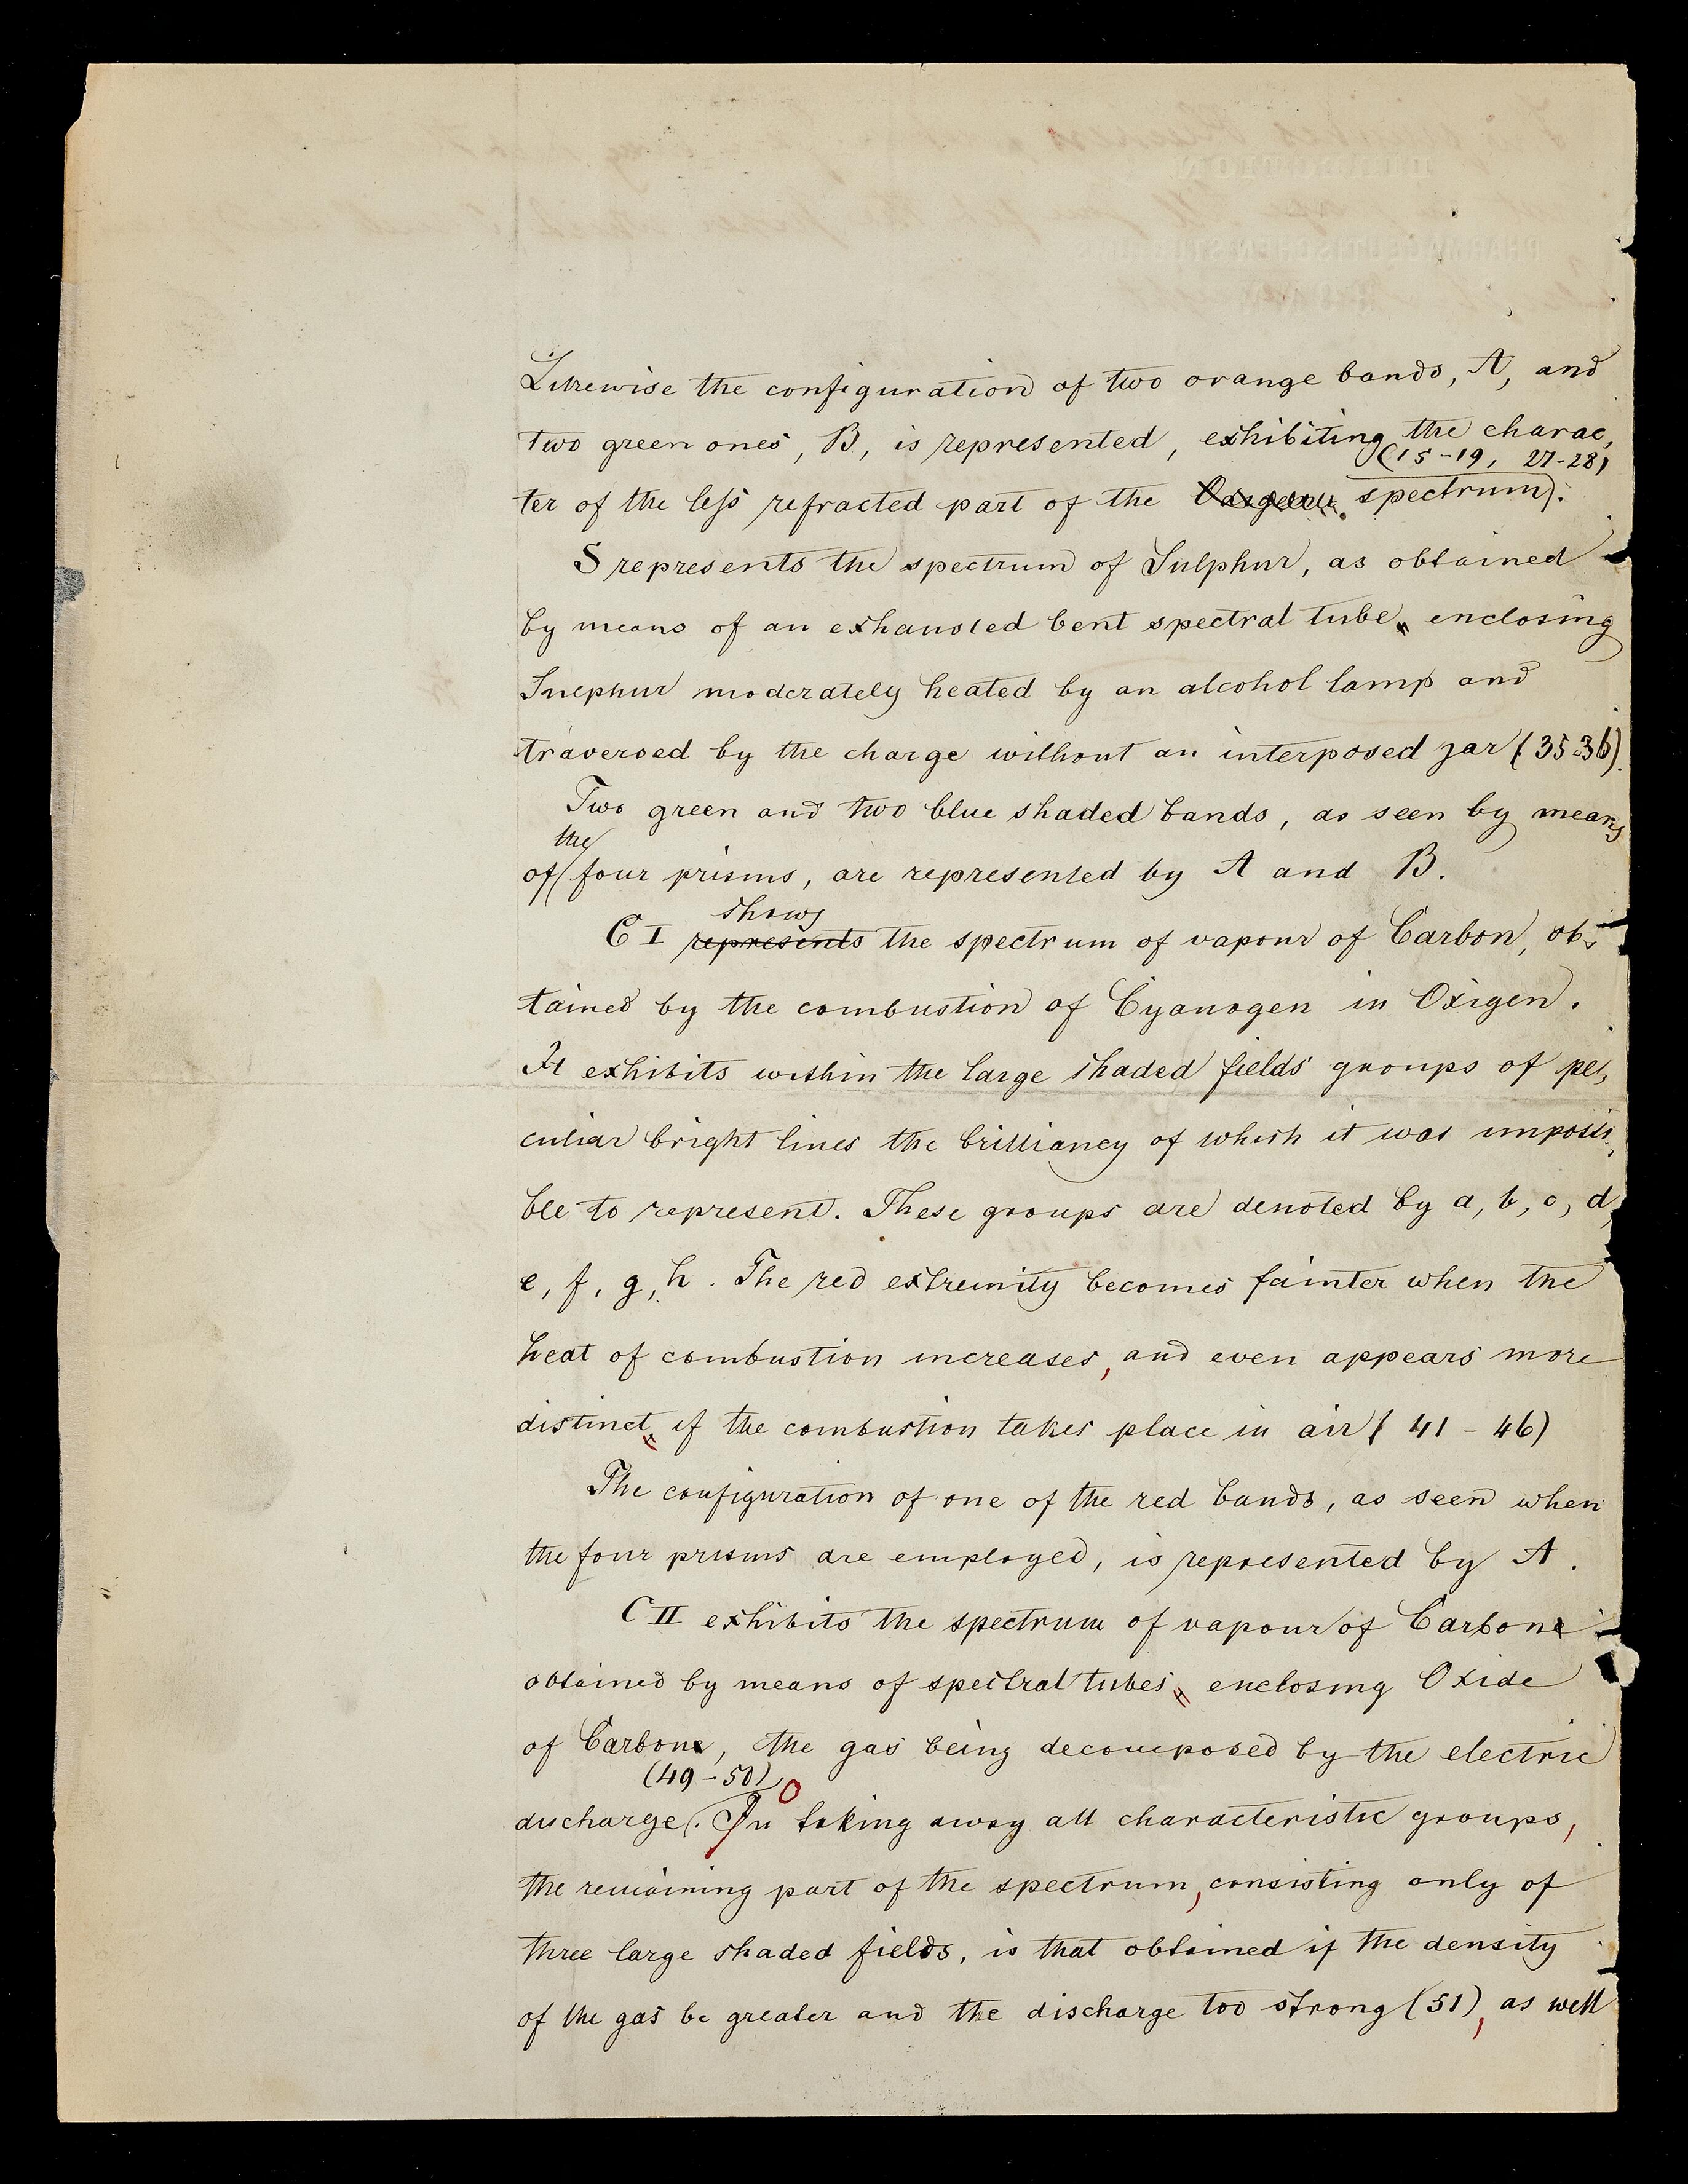 Likewise the configuration of two orange bands, A, and
two green ones, B, is represented, exhibiting the charac,
(15-19, 27-28)
ter of the less refracted part of the spectrum.
S represents the spectrum of Sulphur, as obtained
by means of an exhausted bent spectral tube, enclosing
Sulphur moderately heated by an alcohol lamp and
traversed by the charge without an interposed jar (35-36).
Two green and two blue shaded bands, as seen by means
the
of four prisms, are represented by A and B.
shows
C I represents the spectrum of vapour of Carbon, ob-
tained by the combustion of Cyanogen in Oxigen.
It exhibits within the large shaded fields groups of pe,
culiar bright lines the brilliancy of which it was impossi,
ble to represent. These groups are denoted by a, b, c, d,
e, f, g, h. The red extremity becomes fainter when the
heat of combustion increases, and even appears more
distinct, if the combustion takes place in air (41-46)
The configuration of one of the red bands, as seen when
the four prisms are employed, is represented by A.
C II exhibits the spectrum of vapour of Carbone
obtained by means of spectral tubes, enclosing Oxide
of Carbone, the gas being decomposed by the electric
(49-50)
discharge. In taking away all characteristic groups,
the remaining part of the spectrum, consisting only of
three large shaded fields, is that obtained if the density
of the gas be greater and the discharge too strong (51), as well